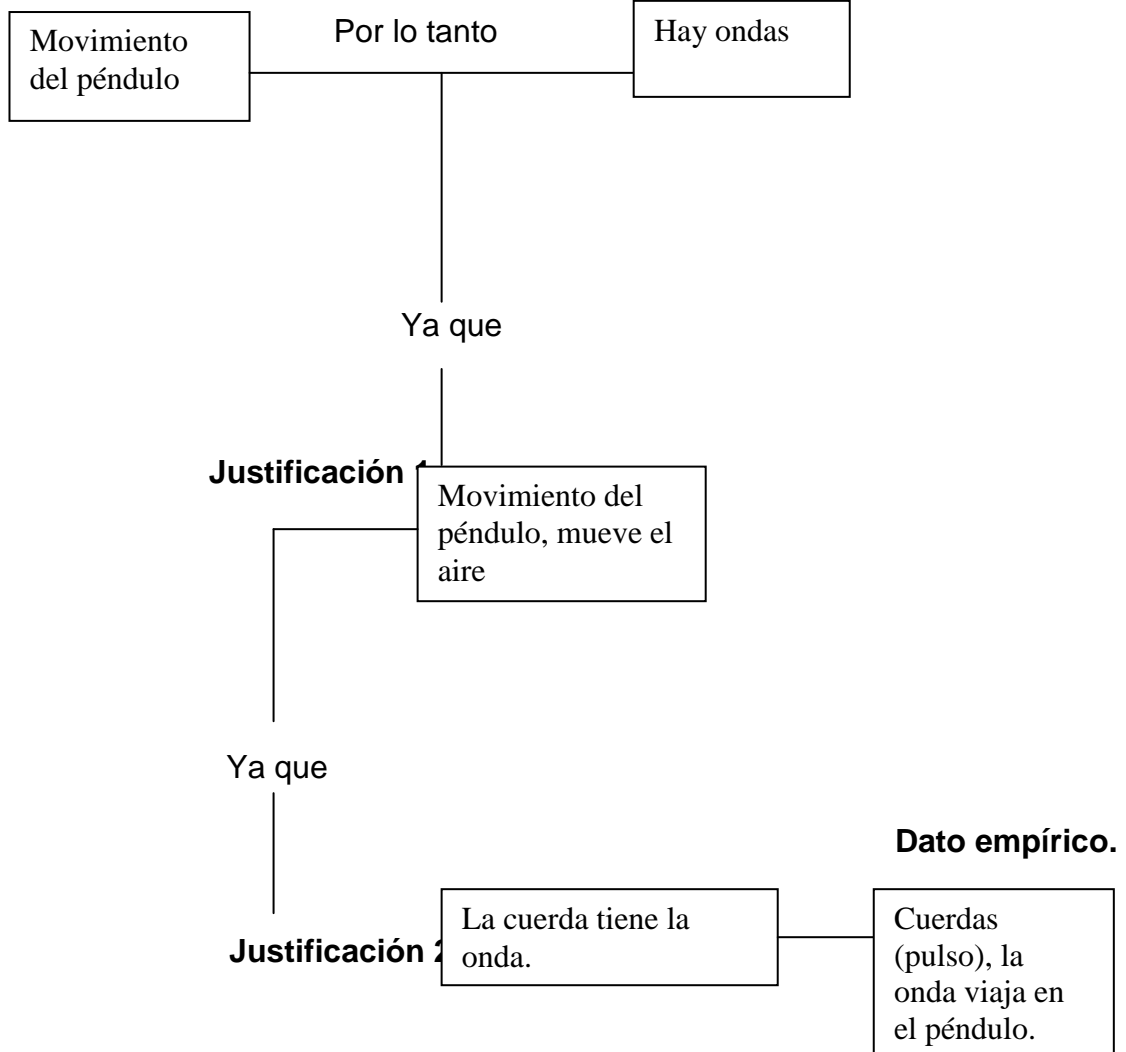 Movimiento
del péndulo
Por lo tanto
Hay ondas
Ya que
Justificación 1
Movimiento del
péndulo, mueve el
aire
Ya que
Dato empírico.
Justificación 2
La cuerda tiene la
onda.
Cuerdas
(pulso), la
onda viaja en
el péndulo.